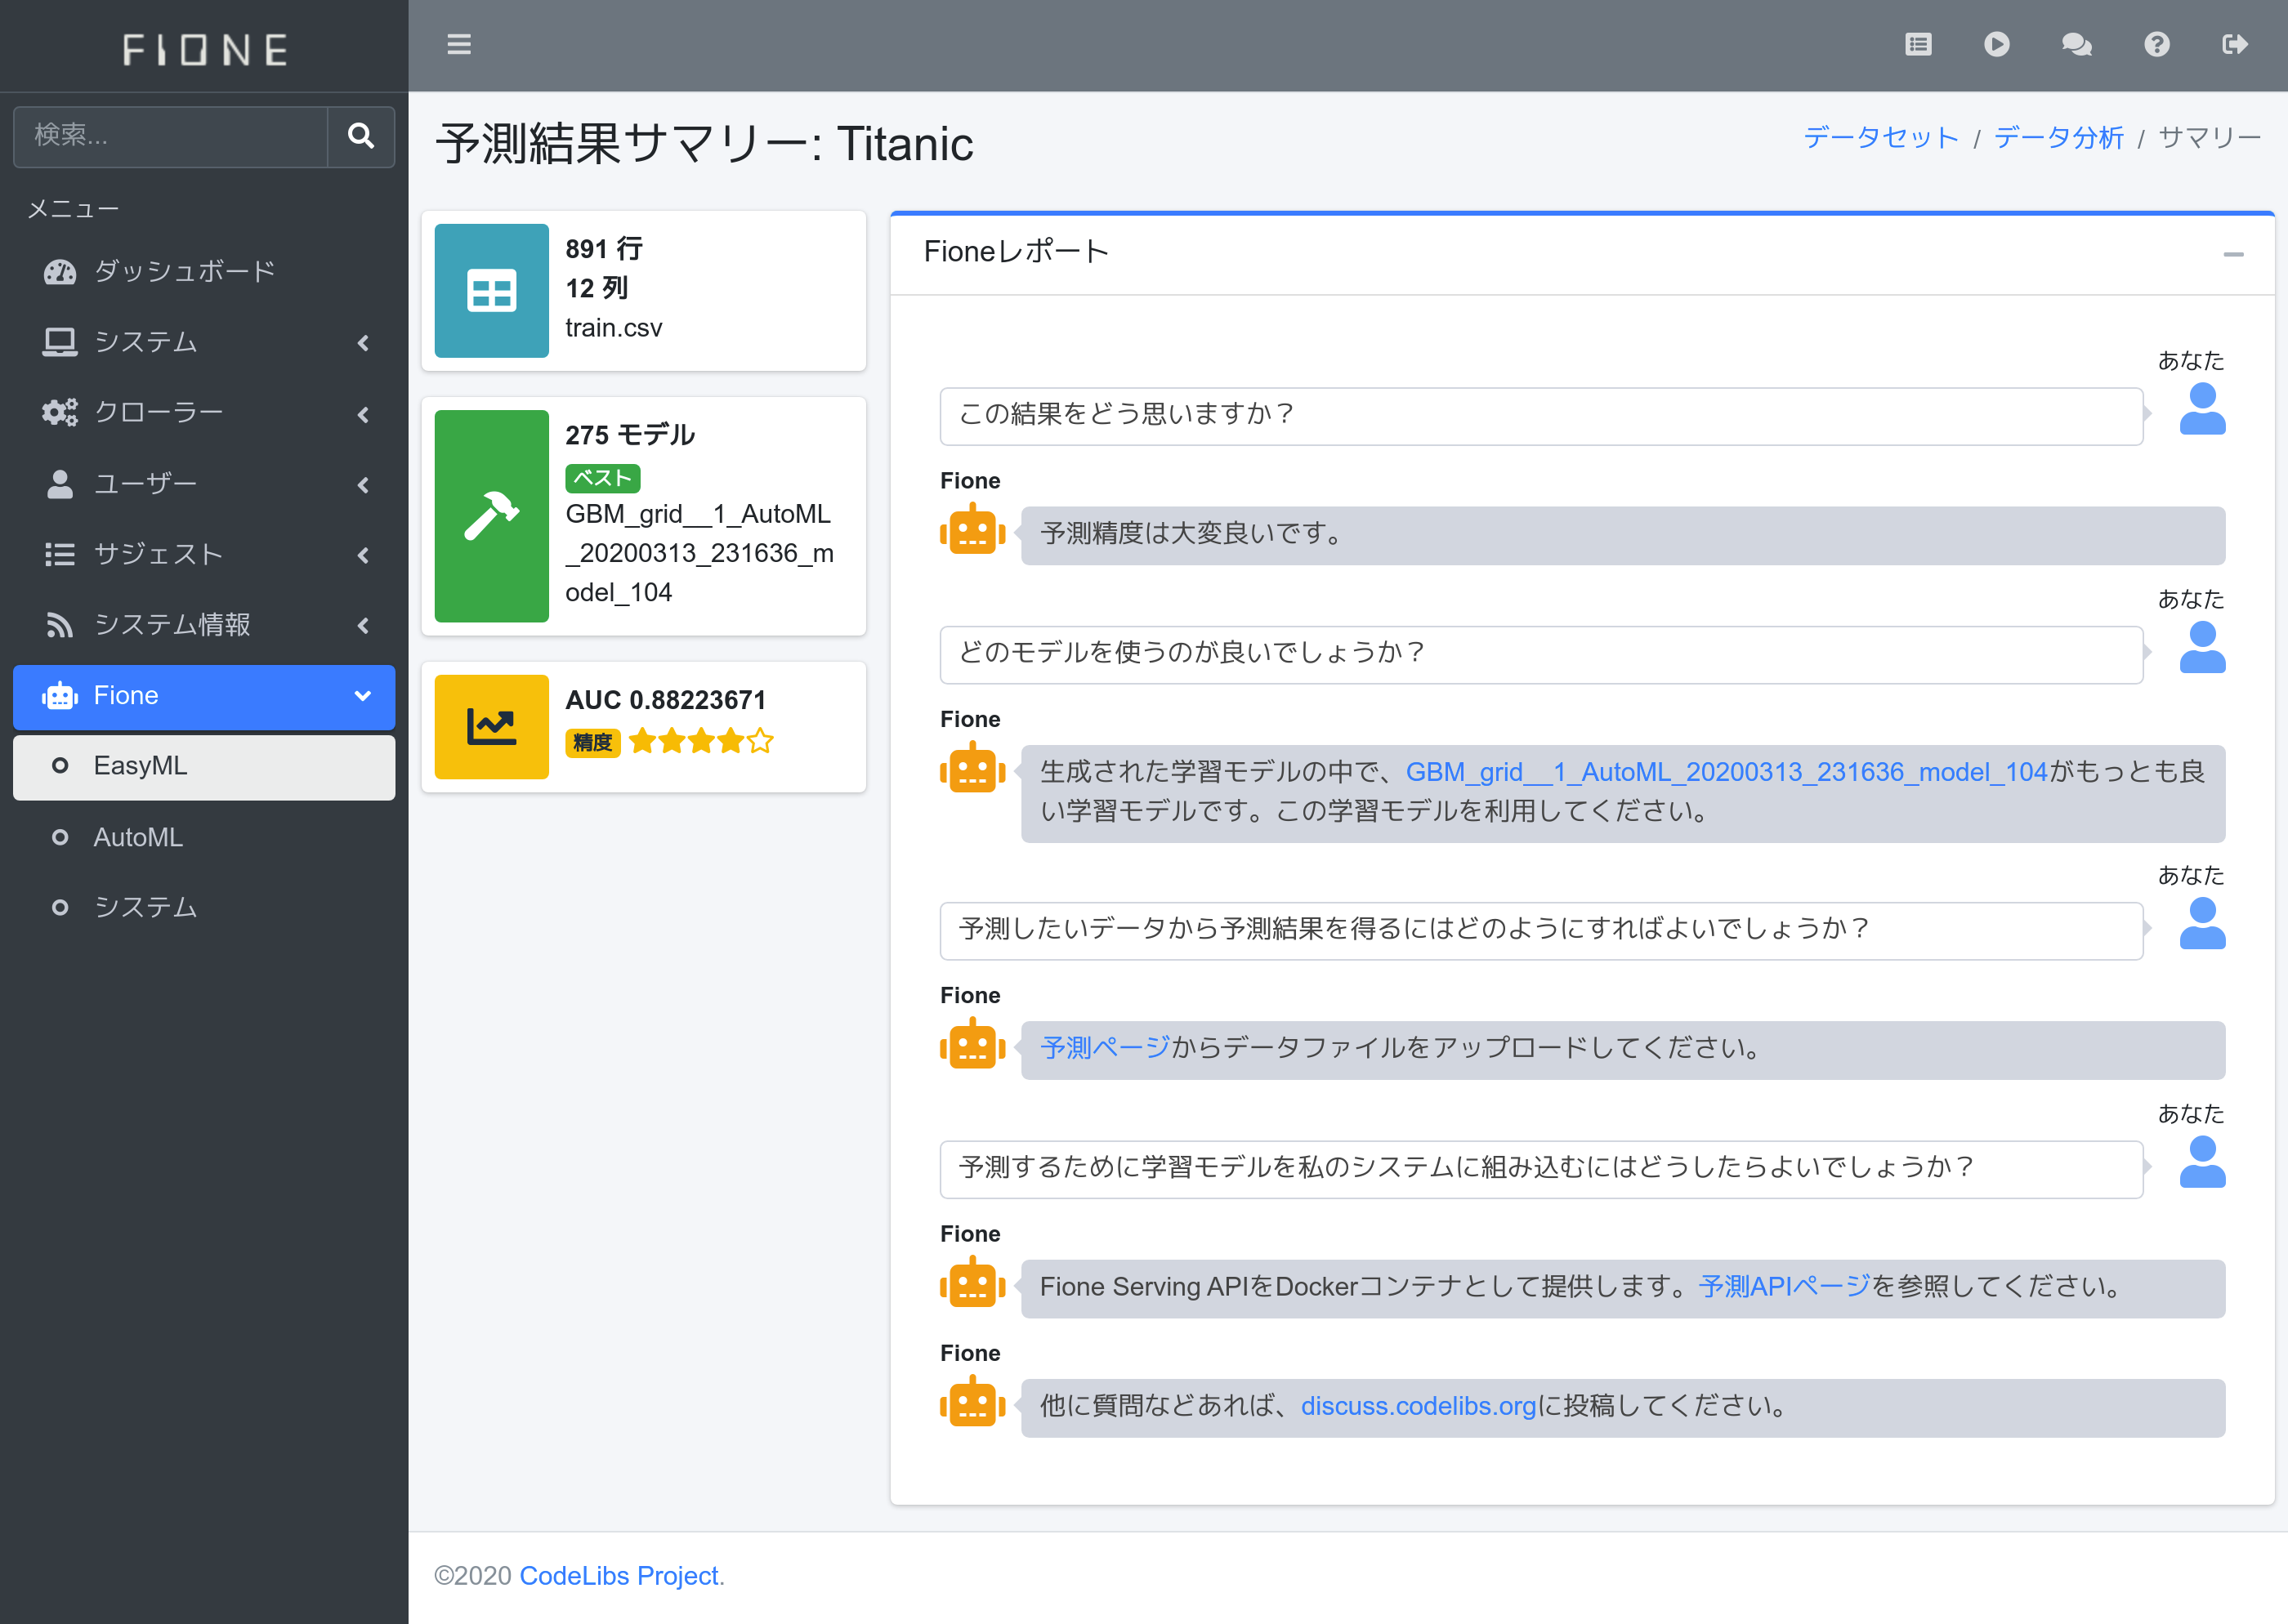 FIONE
検索...
メニュー
ダッシュボード
システム
クローラー
ユーザー
サジェスト
システム情報
Fione
EasyML
AutoML
システム
予測結果サマリー: Titanic
データセット / データ分析 / サマリー
891 行
12 列
train.csv
275 モデル
ベスト
GBM_grid__1_AutoML
_20200313_231636_m
odel_104
AUC 0.88223671
精度
Fioneレポート
あなた
この結果をどう思いますか？
Fione
予測精度は大変良いです。
あなた
どのモデルを使うのが良いでしょうか？
Fione
生成された学習モデルの中で、GBM_grid__1_AutoML_20200313_231636_model_104がもっとも良
い学習モデルです。この学習モデルを利用してください。
あなた
予測したいデータから予測結果を得るにはどのようにすればよいでしょうか？
Fione
予測ページからデータファイルをアップロードしてください。
あなた
予測するために学習モデルを私のシステムに組み込むにはどうしたらよいでしょうか？
Fione
Fione Serving APIをDockerコンテナとして提供します。予測APIページを参照してください。
Fione
他に質問などあれば、discuss.codelibs.orgに投稿してください。
©2020 CodeLibs Project.